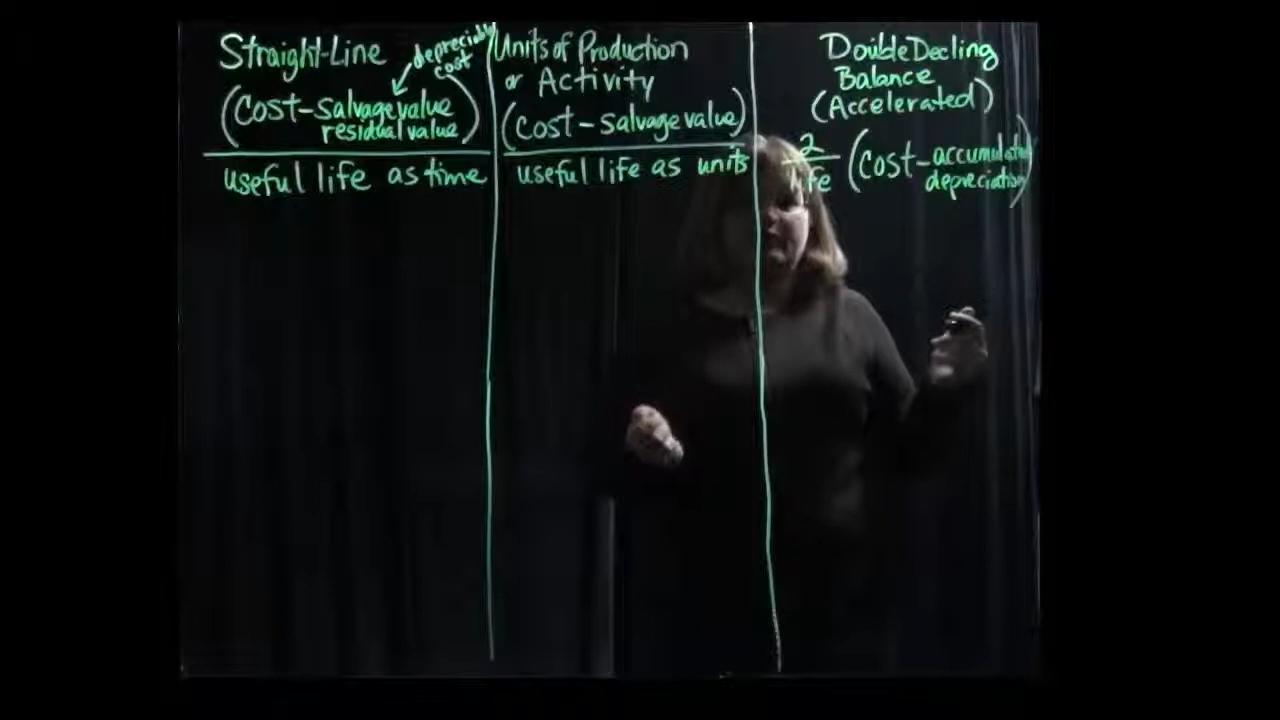 Straight-Line
depreciable
cost
(Cost-salvage value
residual value)
useful life as time
Units of Production
or Activity
(Cost-salvage value)
useful life as units
Double Decling
Balance
(Accelerated)
2
life
(Cost-accumulated
depreciation)